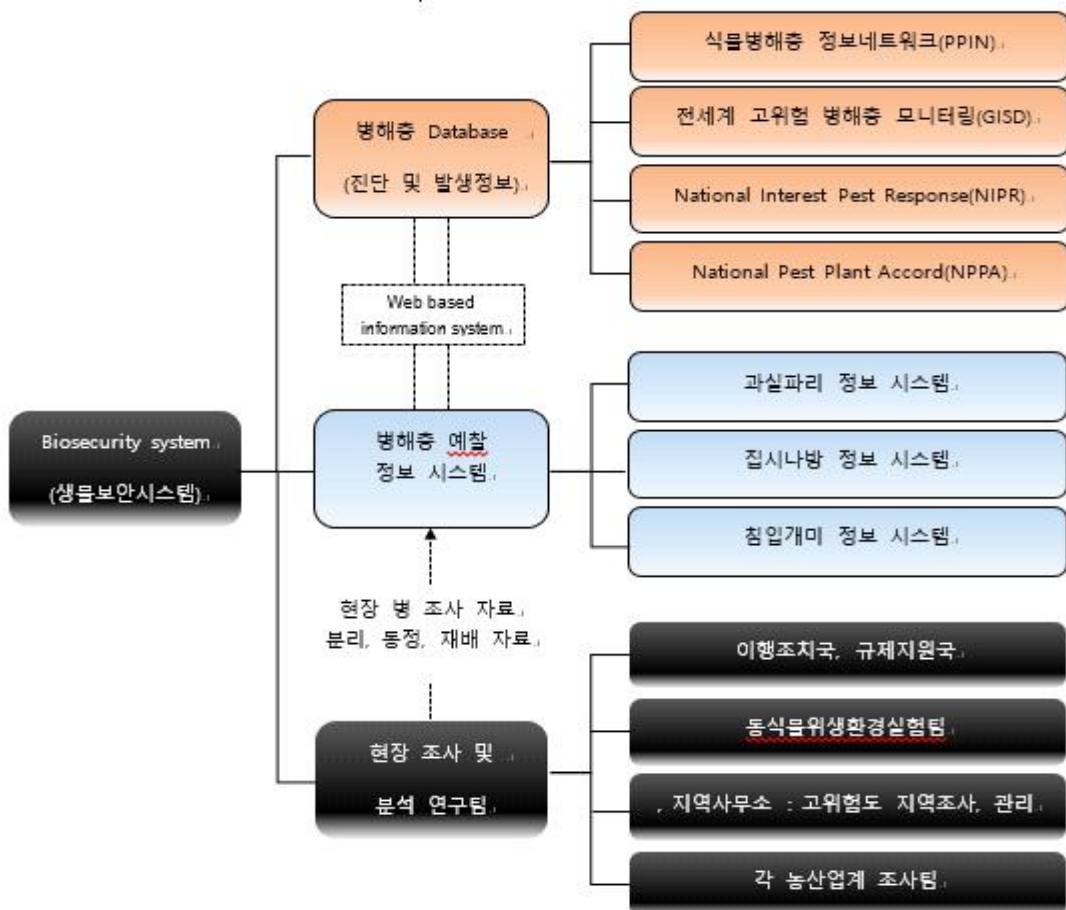 Biosecurity system
(생물보안시스템)
병해충 Database
(진단 및 발생정보)
식물병해충 정보네트워크(PPIN)
전세계 고위험 병해충 모니터링(GISD)
National Interest Pest Response(NIPR)
National Pest Plant Accord(NPPA)
Web based
information system
병해충 예찰
정보 시스템
과실파리 정보 시스템
집시나방 정보 시스템
침입개미 정보 시스템
현장 병 조사 자료
분리, 동정, 재배 자료
현장 조사 및
분석 연구팀
이행조치국, 규제지원국
동식물위생환경실험팀
, 지역사무소 : 고위험도 지역조사, 관리
각 농산업계 조사팀